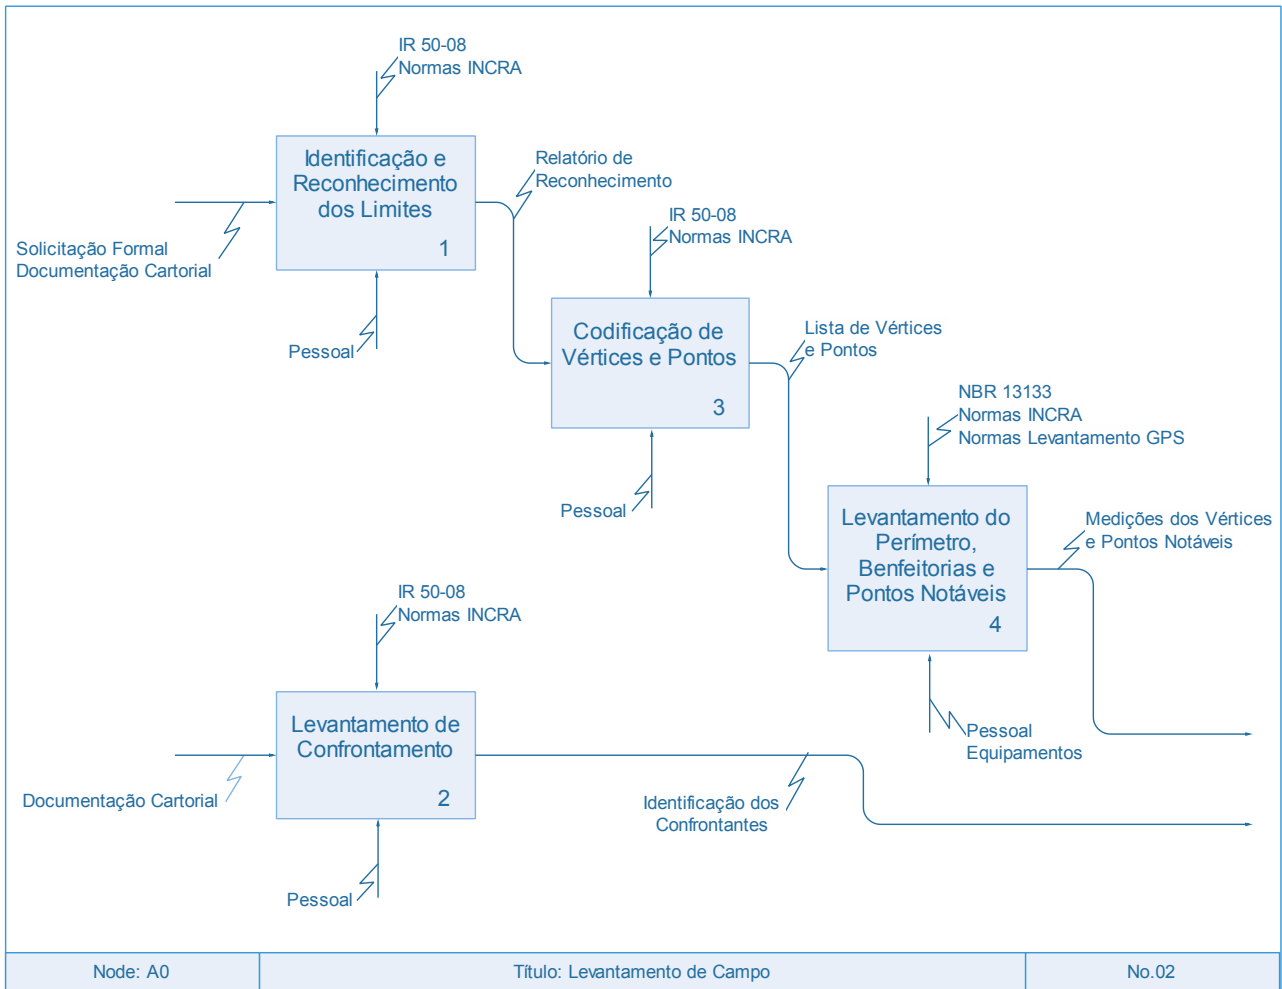 IR 50-08
Normas INCRA
Identificação e
Reconhecimento
dos Limites
1
Solicitação Formal
Documentação Cartorial
Pessoal
Relatório de
Reconhecimento
IR 50-08
Normas INCRA
Codificação de
Vértices e Pontos
3
Pessoal
Lista de Vértices
e Pontos
NBR 13133
Normas INCRA
Normas Levantamento GPS
Levantamento do
Perímetro,
Benfeitorias e
Pontos Notáveis
4
Medições dos Vértices
e Pontos Notáveis
Pessoal
Equipamentos
IR 50-08
Normas INCRA
Levantamento de
Confrontamento
2
Documentação Cartorial
Pessoal
Identificação dos
Confrontantes
Node: A0
Título: Levantamento de Campo
No.02